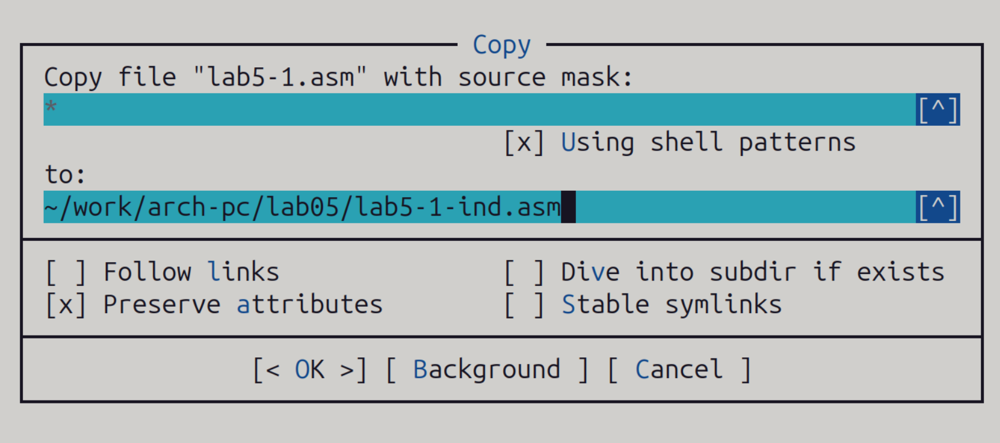 Copy
Copy file "lab5-1.asm" with source mask:
* [^]
[x] Using shell patterns
to:
~/work/arch-pc/lab05/lab5-1-ind.asm [^]
[ ] Follow links [ ] Dive into subdir if exists
[x] Preserve attributes [ ] Stable symlinks
[< OK >] [ Background ] [ Cancel ]